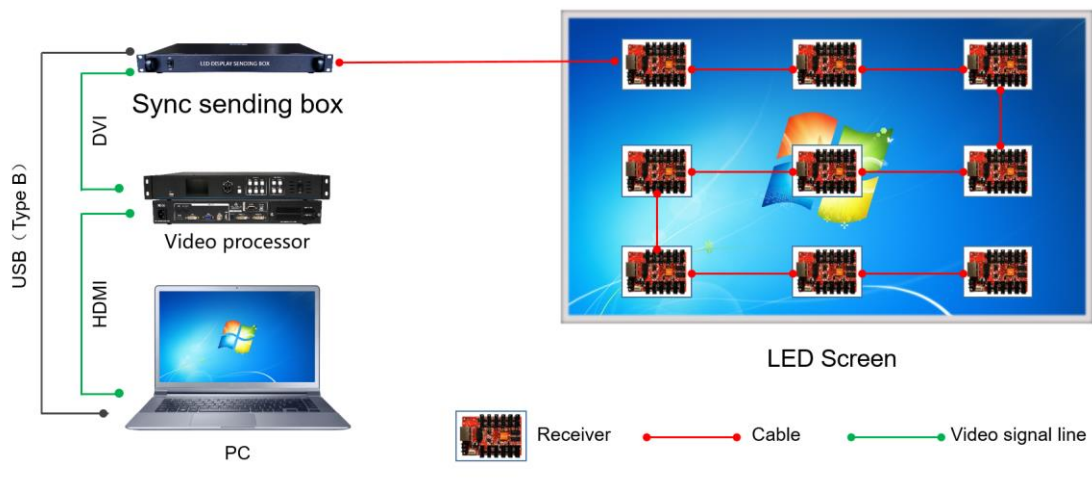 LED DISPLAY SENDING BOX
Sync sending box
DVI
USB（Type B）
Video processor
HDMI
LED Screen
PC
Receiver
Cable
Video signal line